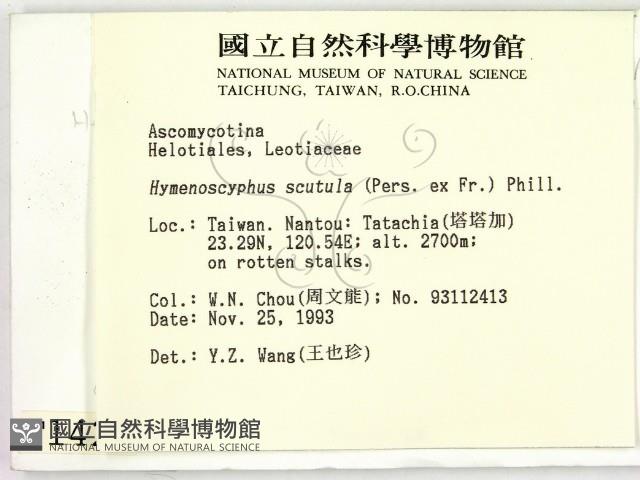 國立自然科學博物館
NATIONAL MUSEUM OF NATURAL SCIENCE
TAICHUNG, TAIWAN, R.O.CHINA
Ascomycotina
Helotiales, Leotiaceae
Hymenoscyphus scutula (Pers. ex Fr.) Phill.
Loc.: Taiwan. Nantou: Tatachia(塔塔加)
23.29N, 120.54E; alt. 2700m;
on rotten stalks.
Col.: W.N. Chou(周文能); No. 93112413
Date: Nov. 25, 1993
Det.: Y.Z. Wang(王也珍)
國立自然科學博物館
NATIONAL MUSEUM OF NATURAL SCIENCE